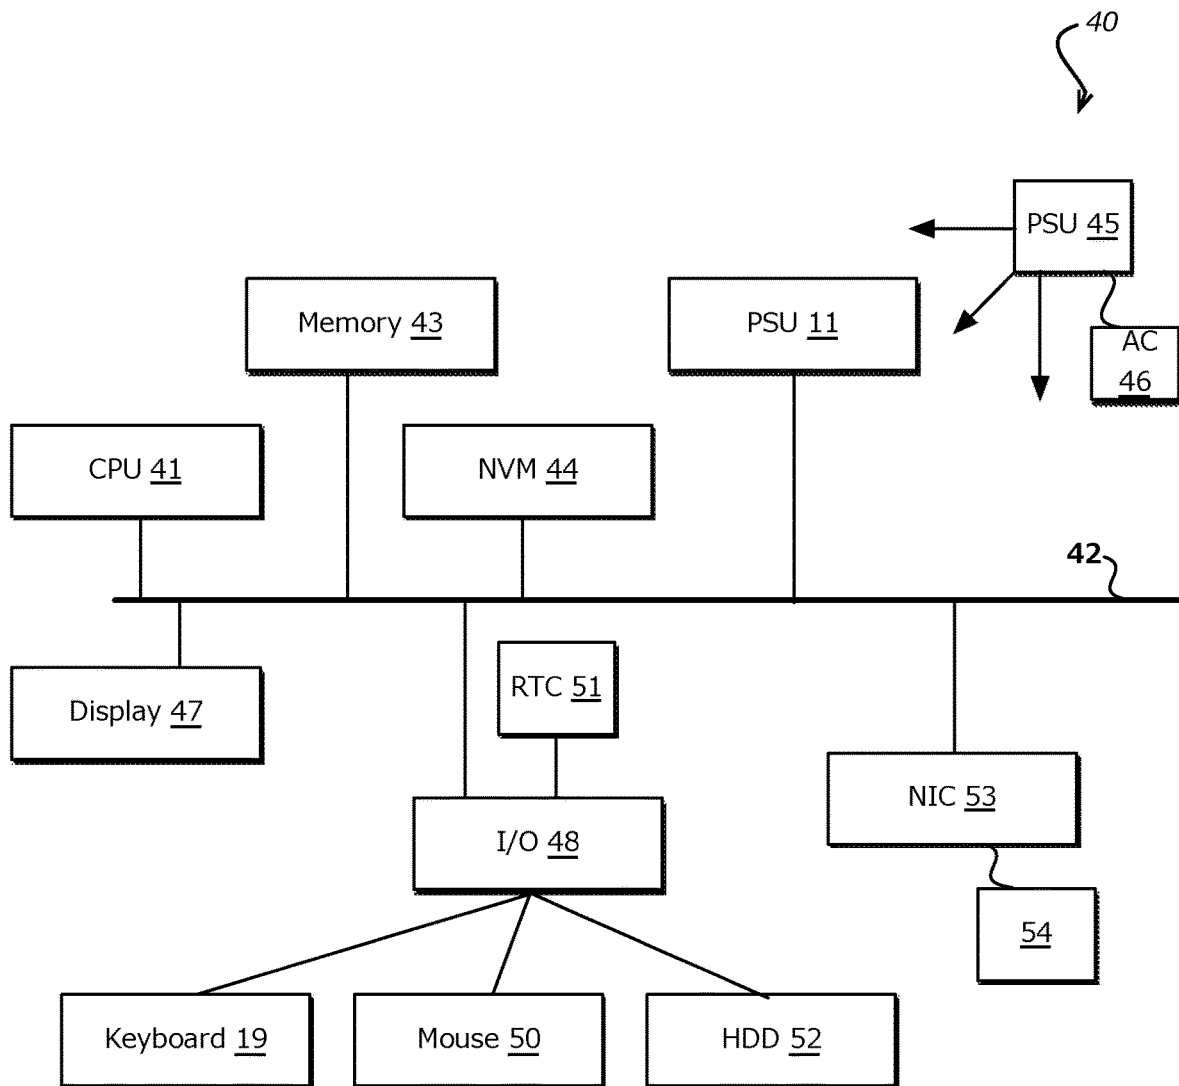 40
PSU 45
Memory 43
PSU 11
AC
46
CPU 41
NVM 44
42
RTC 51
Display 47
NIC 53
I/O 48
54
Keyboard 19
Mouse 50
HDD 52